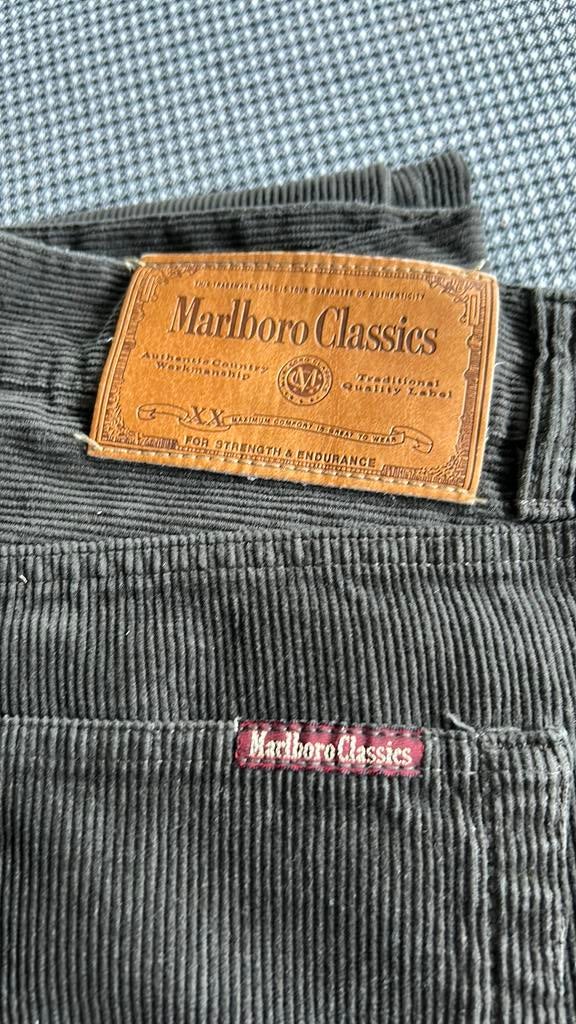 THIS TRADEMARK LABEL IS YOUR GUARANTEE OF AUTHENTICITY
Marlboro Classics
Authentic Country
Workmanship
Traditional
Quality Label
XX MAXIMUM COMFORT IS GREAT TO WEAR
FOR STRENGTH & ENDURANCE
Marlboro Classics